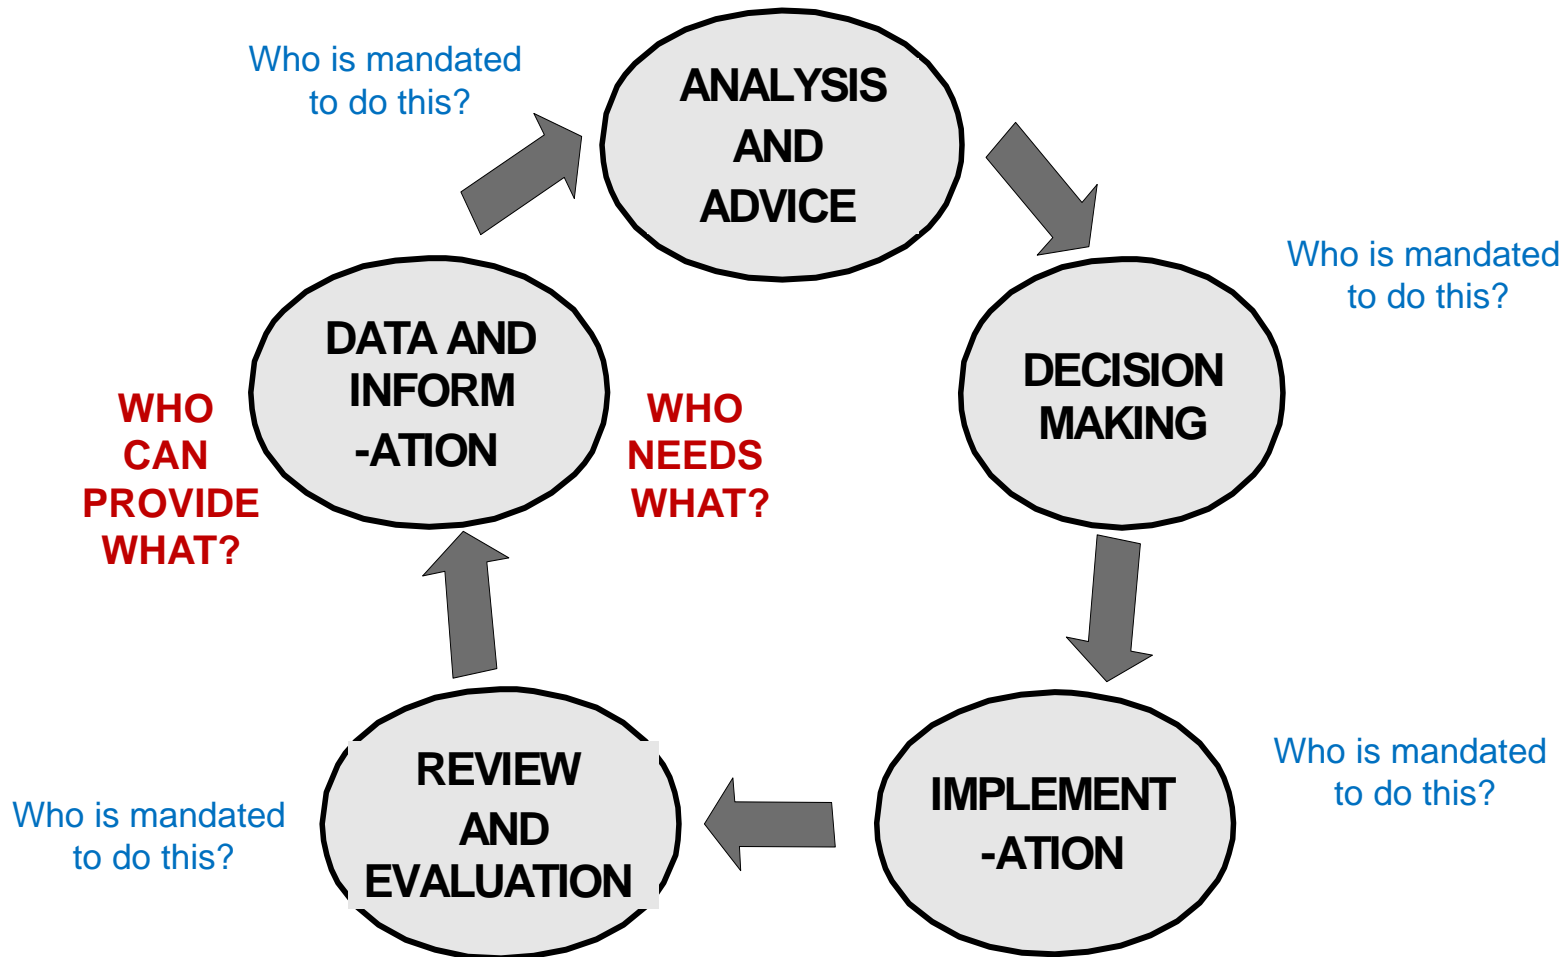 Who is mandated
to do this?
ANALYSIS
AND
ADVICE
Who is mandated
to do this?
DATA AND
INFORM
-ATION
DECISION
MAKING
WHO
CAN
PROVIDE
WHAT?
WHO
NEEDS
WHAT?
REVIEW
AND
EVALUATION
Who is mandated
to do this?
IMPLEMENT
-ATION
Who is mandated
to do this?